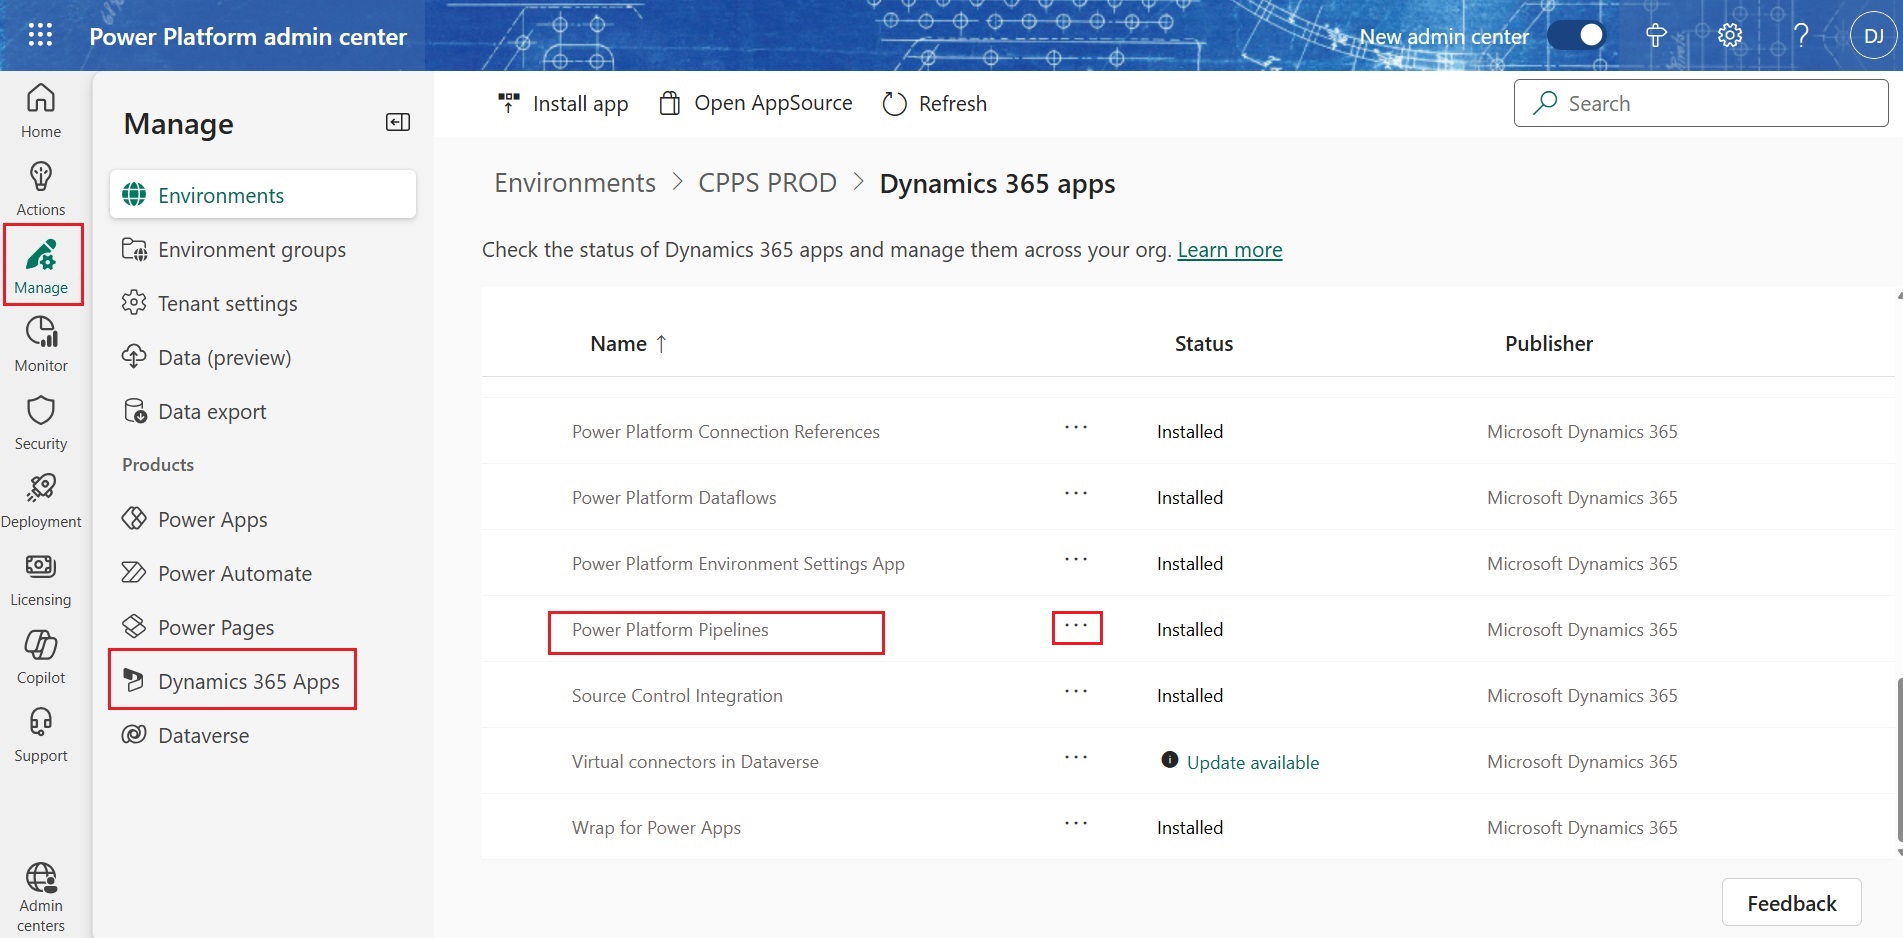 Power Platform admin center
New admin center
DJ
Home
Actions
Manage
Monitor
Security
Deployment
Licensing
Copilot
Support
Admin
centers
Manage
Environments
Environment groups
Tenant settings
Data (preview)
Data export
Products
Power Apps
Power Automate
Power Pages
Dynamics 365 Apps
Dataverse
Install app
Open AppSource
Refresh
Search
Environments > CPPS PROD > Dynamics 365 apps
Check the status of Dynamics 365 apps and manage them across your org. Learn more
Name ↑ Status Publisher
Power Platform Connection References ... Installed Microsoft Dynamics 365
Power Platform Dataflows ... Installed Microsoft Dynamics 365
Power Platform Environment Settings App ... Installed Microsoft Dynamics 365
Power Platform Pipelines ... Installed Microsoft Dynamics 365
Source Control Integration ... Installed Microsoft Dynamics 365
Virtual connectors in Dataverse ... Update available Microsoft Dynamics 365
Wrap for Power Apps ... Installed Microsoft Dynamics 365
Feedback